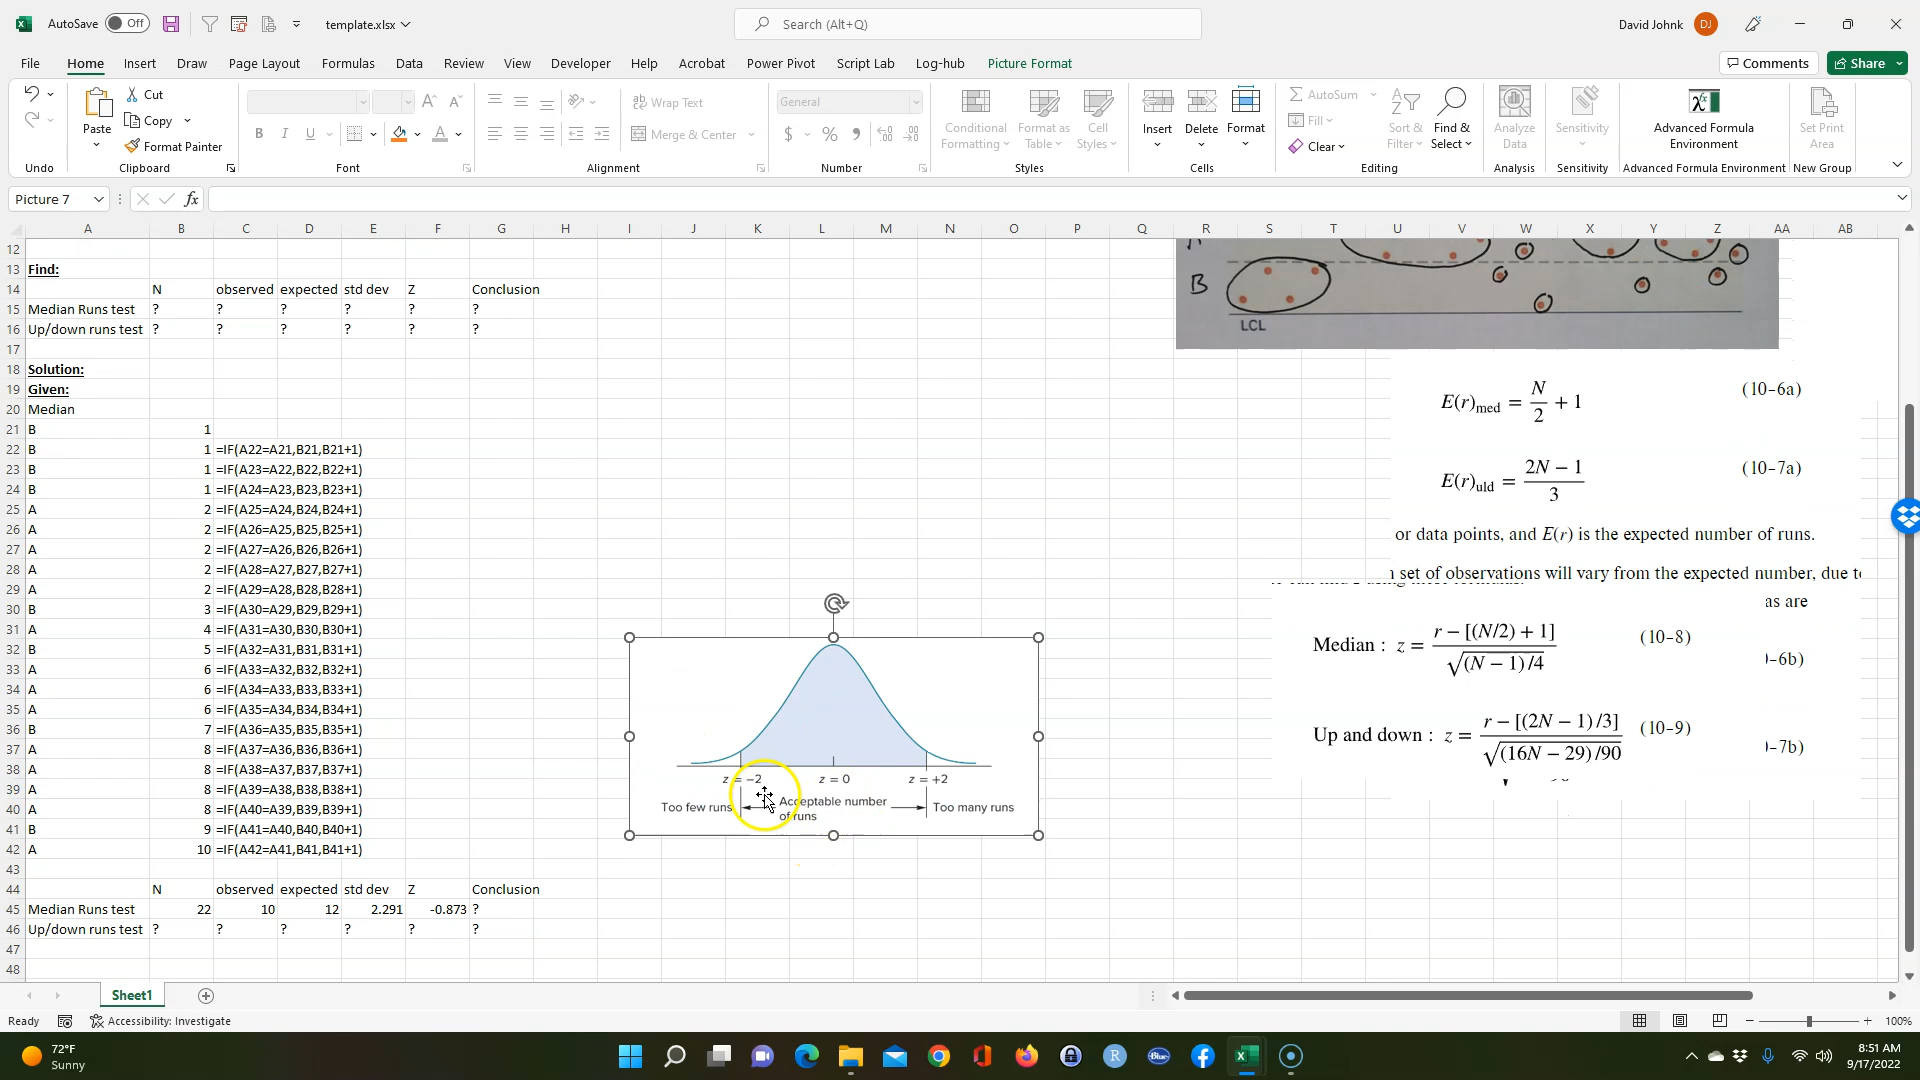 AutoSave Off template.xlsx Search (Alt+Q) David Johnk DJ
File Home Insert Draw Page Layout Formulas Data Review View Developer Help Acrobat Power Pivot Script Lab Log-hub Picture Format Comments Share
Cut
Copy
Format Painter
Paste
Wrap Text
Merge & Center
General
Conditional Formatting
Format as Table
Cell Styles
Insert Delete Format
AutoSum
Fill
Clear
Sort & Filter
Find & Select
Analyze Data
Sensitivity
Advanced Formula Environment
Set Print Area
Undo Clipboard Font Alignment Number Styles Cells Editing Analysis Sensitivity Advanced Formula Environment New Group
Picture 7 fx
A B C D E F G H I J K L M N O P Q R S T U V W X Y Z AA AB
12
13 Find:
14 N observed expected std dev Z Conclusion
15 Median Runs test ? ? ? ? ? ?
16 Up/down runs test ? ? ? ? ? ?
17
18 Solution:
19 Given:
20 Median
21 B 1
22 B 1 =IF(A22=A21,B21,B21+1)
23 B 1 =IF(A23=A22,B22,B22+1)
24 B 1 =IF(A24=A23,B23,B23+1)
25 A 2 =IF(A25=A24,B24,B24+1)
26 A 2 =IF(A26=A25,B25,B25+1)
27 A 2 =IF(A27=A26,B26,B26+1)
28 A 2 =IF(A28=A27,B27,B27+1)
29 A 2 =IF(A29=A28,B28,B28+1)
30 B 3 =IF(A30=A29,B29,B29+1)
31 A 4 =IF(A31=A30,B30,B30+1)
32 B 5 =IF(A32=A31,B31,B31+1)
33 A 6 =IF(A33=A32,B32,B32+1)
34 A 6 =IF(A34=A33,B33,B33+1)
35 A 6 =IF(A35=A34,B34,B34+1)
36 B 7 =IF(A36=A35,B35,B35+1)
37 A 8 =IF(A37=A36,B36,B36+1)
38 A 8 =IF(A38=A37,B37,B37+1)
39 A 8 =IF(A39=A38,B38,B38+1)
40 A 8 =IF(A40=A39,B39,B39+1)
41 B 9 =IF(A41=A40,B40,B40+1)
42 A 10 =IF(A42=A41,B41,B41+1)
43
44 N observed expected std dev Z Conclusion
45 Median Runs test 22 10 12 2.291 -0.873 ?
46 Up/down runs test ? ? ? ? ? ?
47
48
B
LCL
E(r)med = N/2 + 1 (10–6a)
E(r)u/d = 2N − 1 / 3 (10–7a)
or data points, and E(r) is the expected number of runs.
set of observations will vary from the expected number, due to
as are
Median : z = r − [(N/2) + 1] / √(N − 1)/4 (10–8)
–6b)
Up and down : z = r − [(2N − 1)/3] / √(16N − 29)/90 (10–9)
–7b)
z = −2 z = 0 z = +2
Too few runs Acceptable number of runs Too many runs
Sheet1
Ready Accessibility: Investigate 100%
72°F
Sunny
8:51 AM
9/17/2022